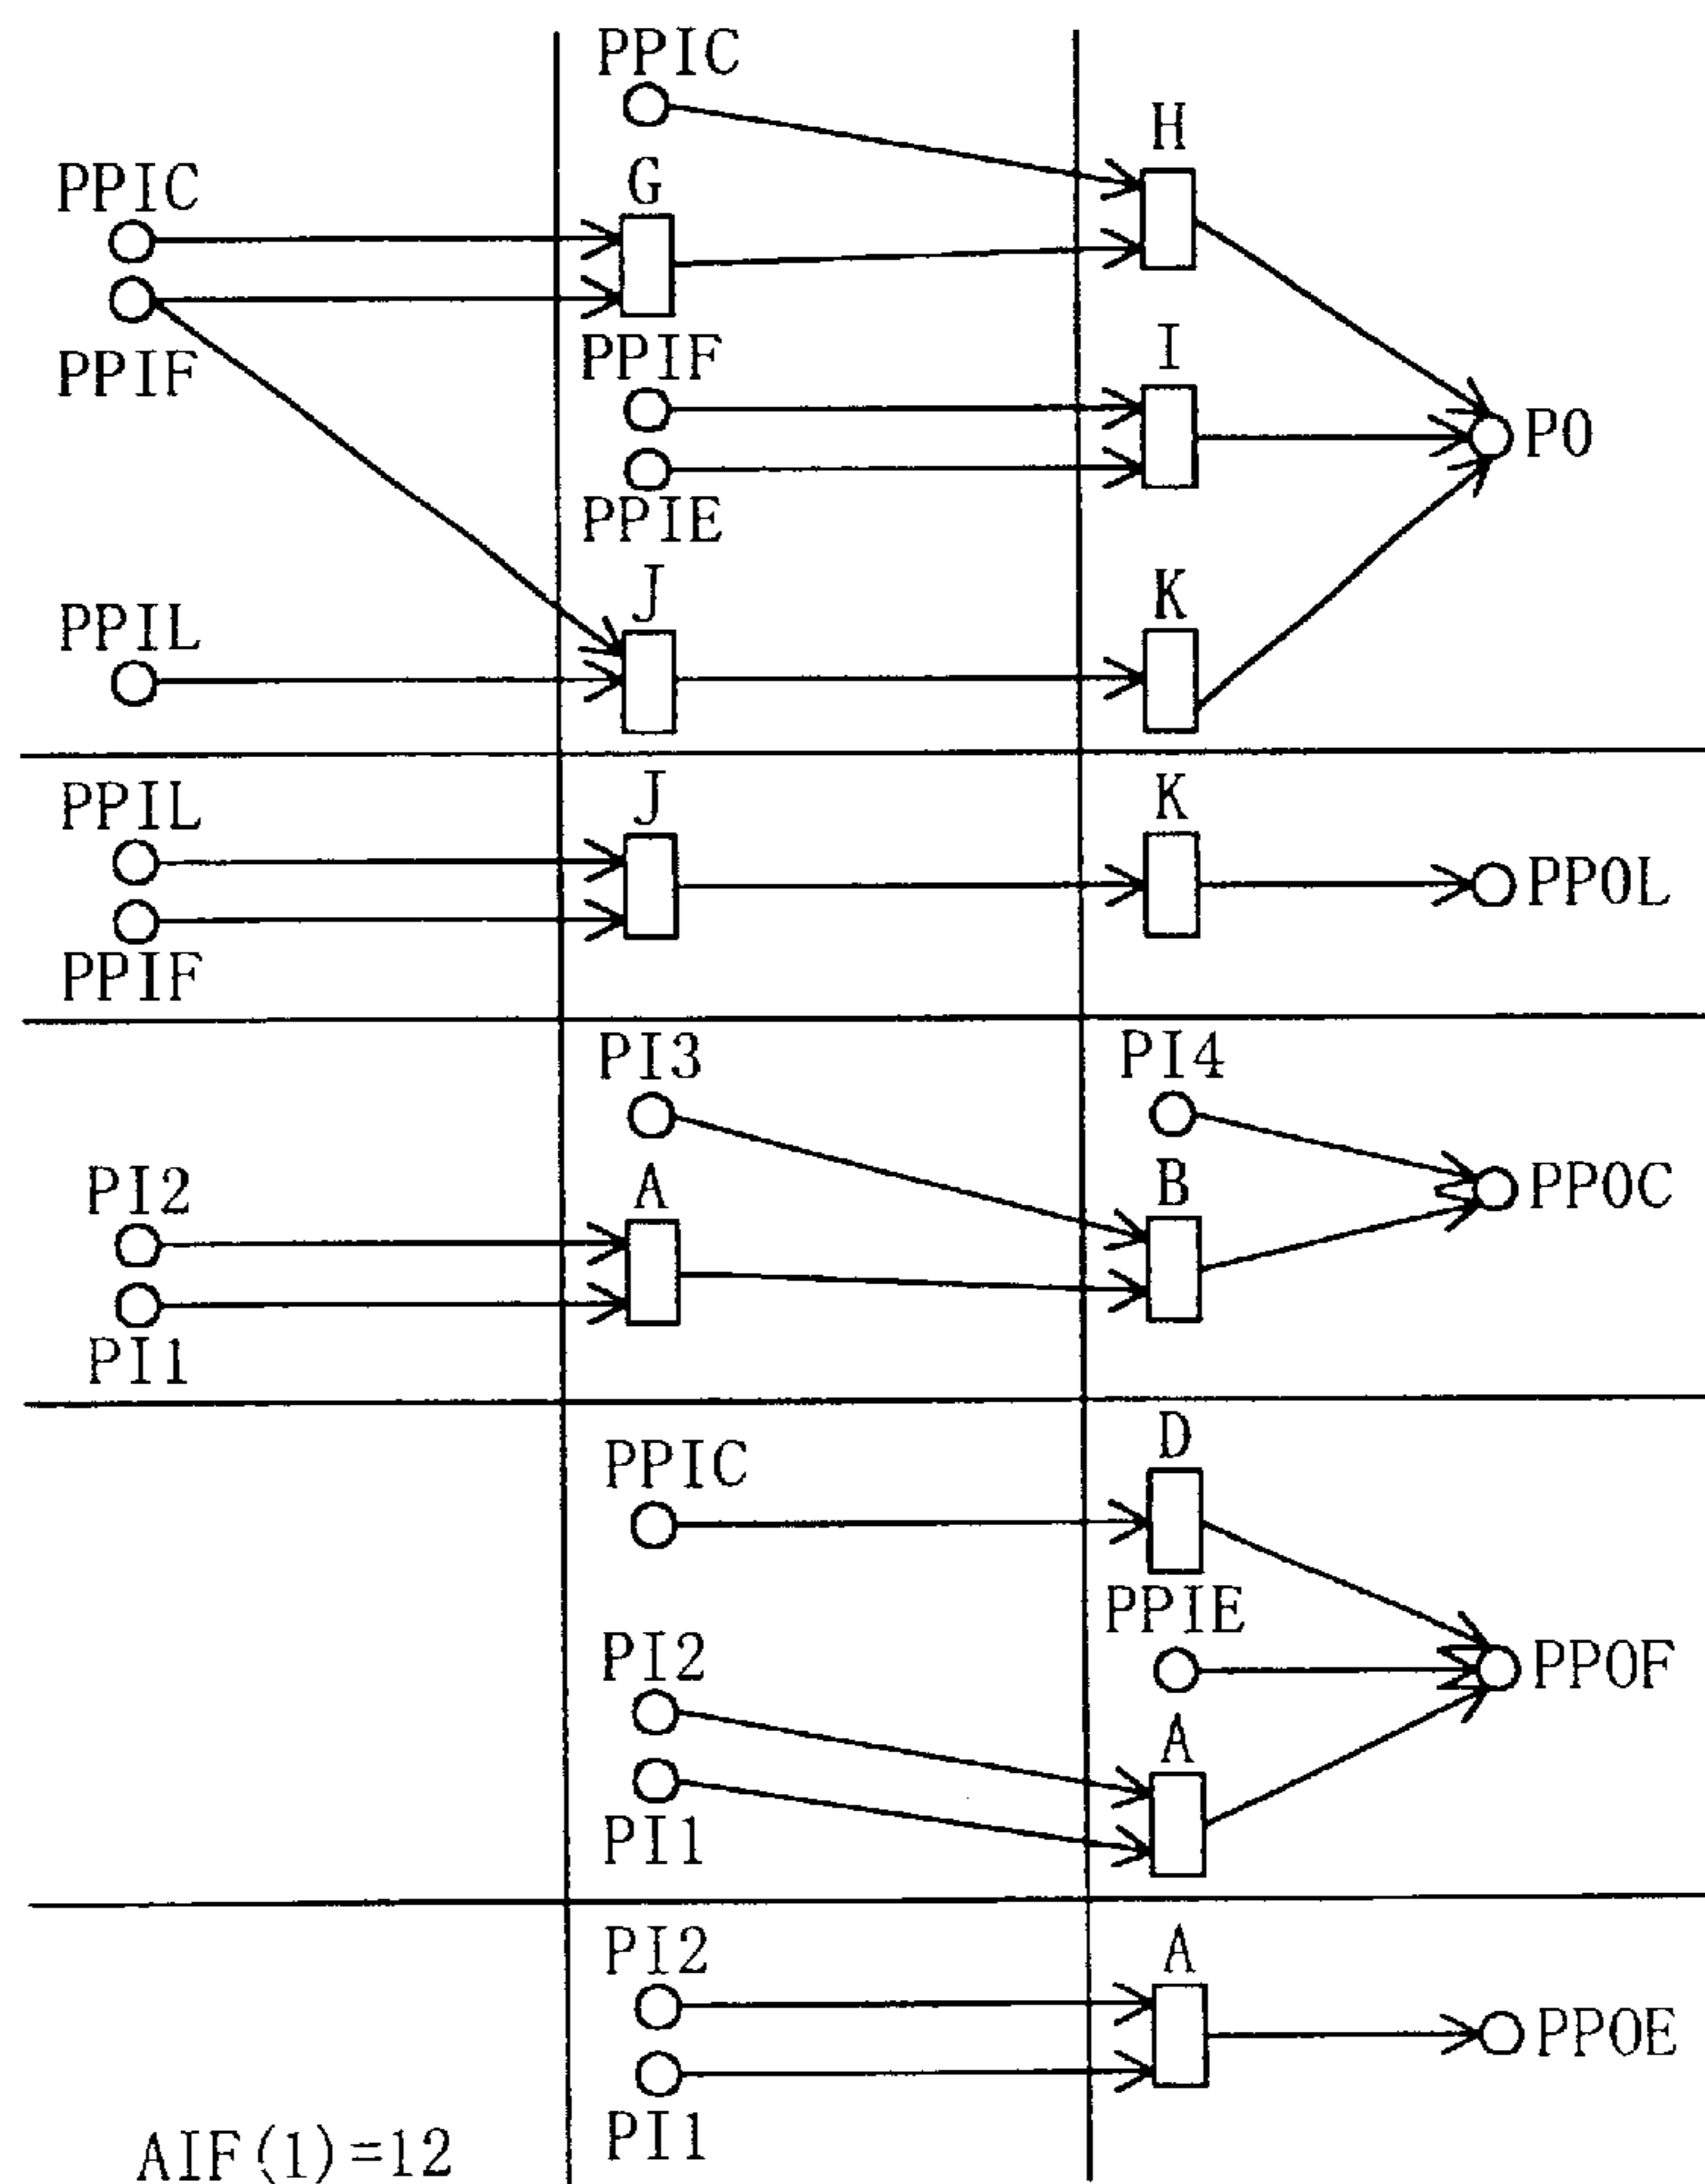 PPIC
H
PPIC
G
PPIF
PPIF
I
PO
PPIE
PPIL
J
K
PPIL
J
K
PPOL
PPIF
PI3
PI4
PI2
A
B
PPOC
PI1
PPIC
D
PPIE
PI2
PPOF
A
PI1
PI2
A
PPOE
PI1
AIF(1)=12